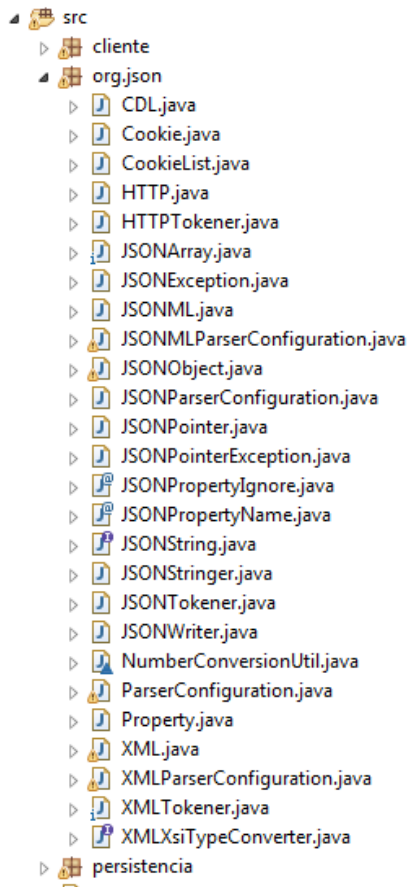 src
cliente
org.json
CDL.java
Cookie.java
CookieList.java
HTTP.java
HTTPTokener.java
JSONArray.java
JSONException.java
JSONML.java
JSONMLParserConfiguration.java
JSONObject.java
JSONParserConfiguration.java
JSONPointer.java
JSONPointerException.java
JSONPropertyIgnore.java
JSONPropertyName.java
JSONString.java
JSONStringer.java
JSONTokener.java
JSONWriter.java
NumberConversionUtil.java
ParserConfiguration.java
Property.java
XML.java
XMLParserConfiguration.java
XMLTokener.java
XMLXsiTypeConverter.java
persistencia